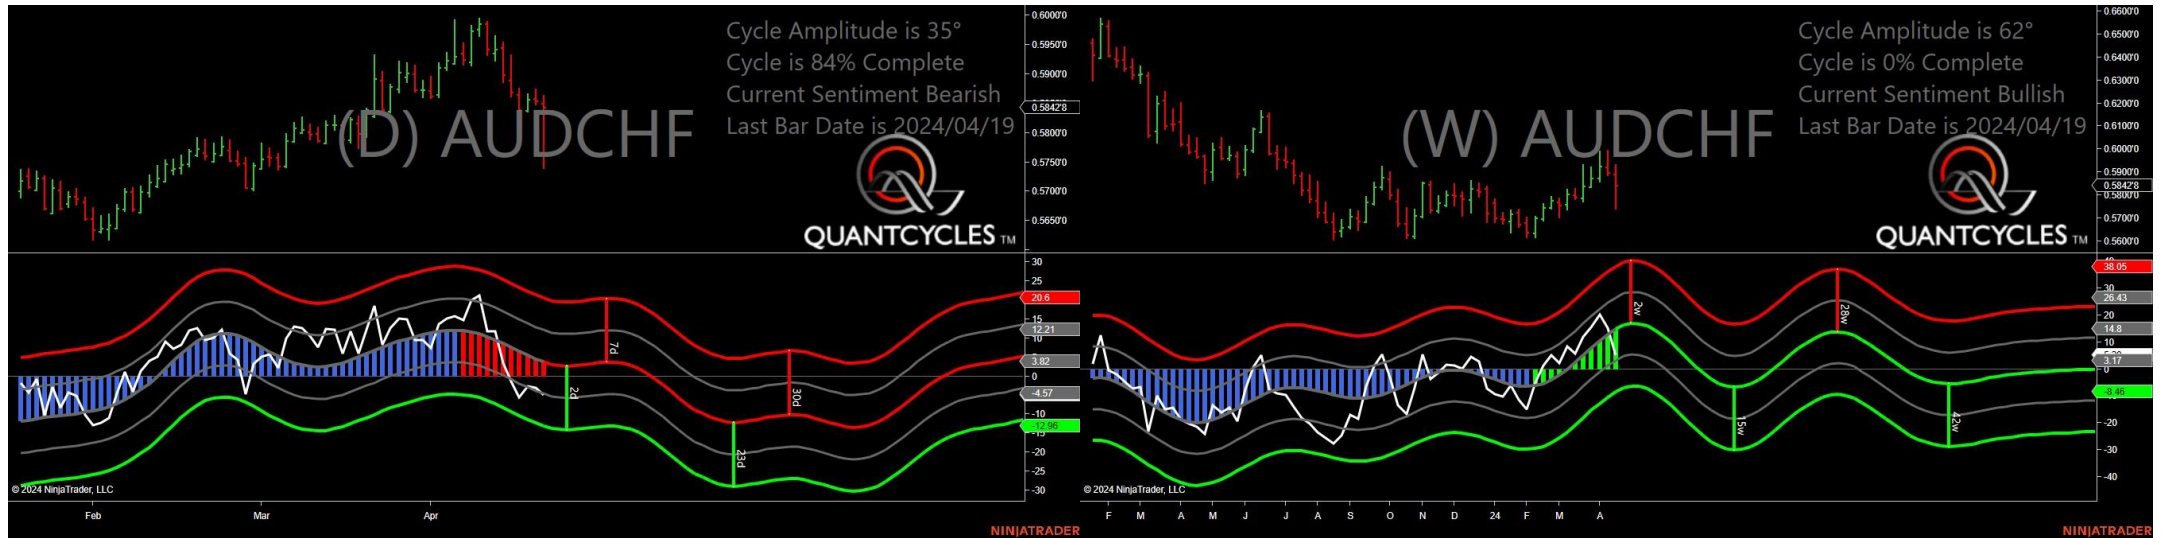 Cycle Amplitude is 35°
Cycle is 84% Complete
Current Sentiment Bearish
Last Bar Date is 2024/04/19
(D) AUDCHF
QUANTCYCLES TM
0.6000'0
0.5950'0
0.5900'0
0.5842'8
0.5800'0
0.5750'0
0.5700'0
0.5650'0
30
25
20.6
15
12.21
3.82
0
-4.57
-10
-12.96
-15
-20
-25
-30
7d
2d
30d
23d
© 2024 NinjaTrader, LLC
Feb
Mar
Apr
NINJATRADER
Cycle Amplitude is 62°
Cycle is 0% Complete
Current Sentiment Bullish
Last Bar Date is 2024/04/19
(W) AUDCHF
QUANTCYCLES TM
0.6600'0
0.6500'0
0.6400'0
0.6300'0
0.6200'0
0.6100'0
0.6000'0
0.5900'0
0.5842'8
0.5800'0
0.5700'0
0.5600'0
38.05
30
26.43
20
14.8
10
3.17
0
-8.46
-20
-30
-40
2w
28w
15w
42w
© 2024 NinjaTrader, LLC
F
M
A
M
J
J
A
S
O
N
D
24
F
M
A
NINJATRADER